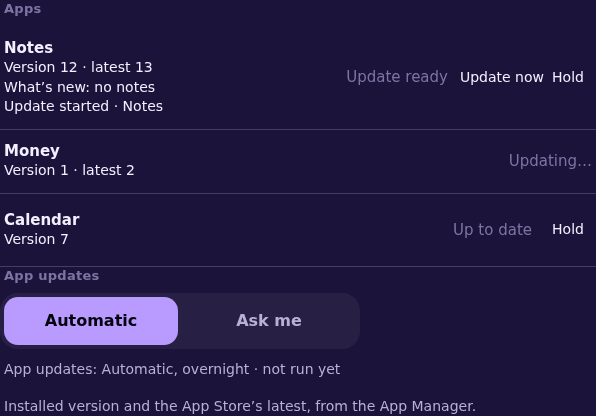 Apps
Notes
Version 12 · latest 13
What’s new: no notes
Update started · Notes
Update ready Update now Hold
Money
Version 1 · latest 2
Updating…
Calendar
Version 7
Up to date Hold
App updates
Automatic Ask me
App updates: Automatic, overnight · not run yet
Installed version and the App Store’s latest, from the App Manager.